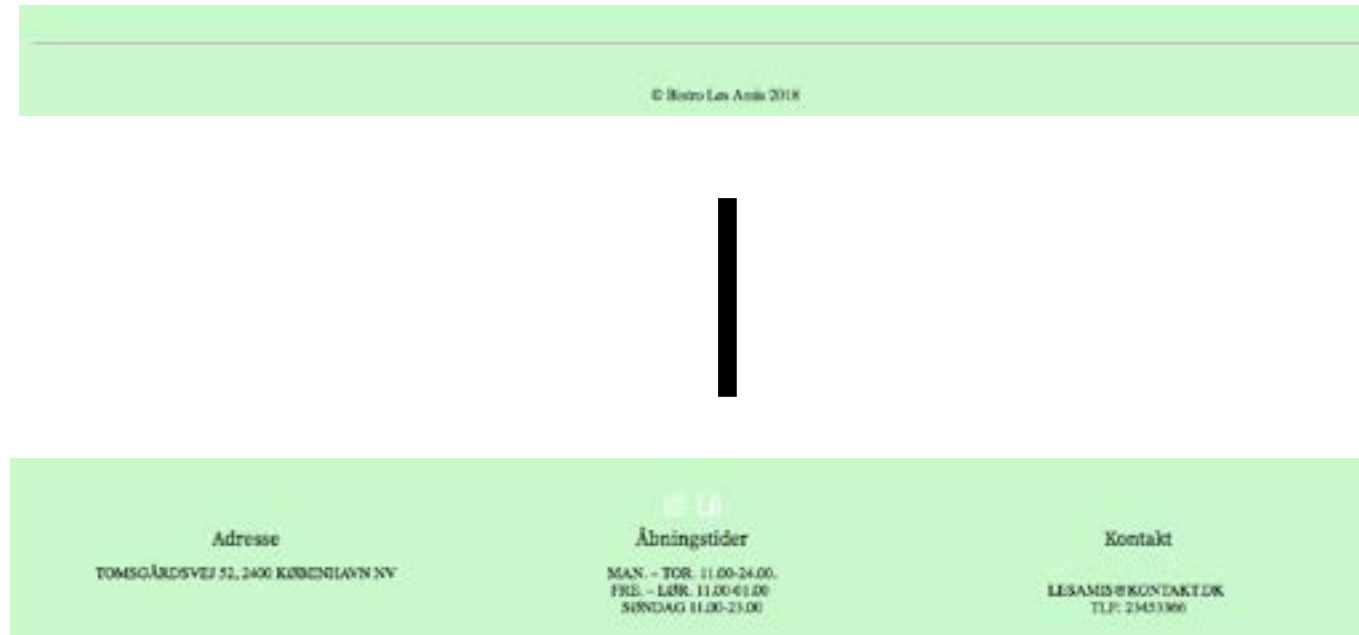 © Bistro Les Amis 2018
Adresse
TOMSGÅRDSVEJ 52, 2400 KØBENHAVN NV
Åbningstider
MAN. - TOR. 11.00-24.00.
FRE. - LØR. 11.00-01.00
SØNDAG 11.00-23.00
Kontakt
LESAMIS@KONTAKT.DK
TLF: 23453366